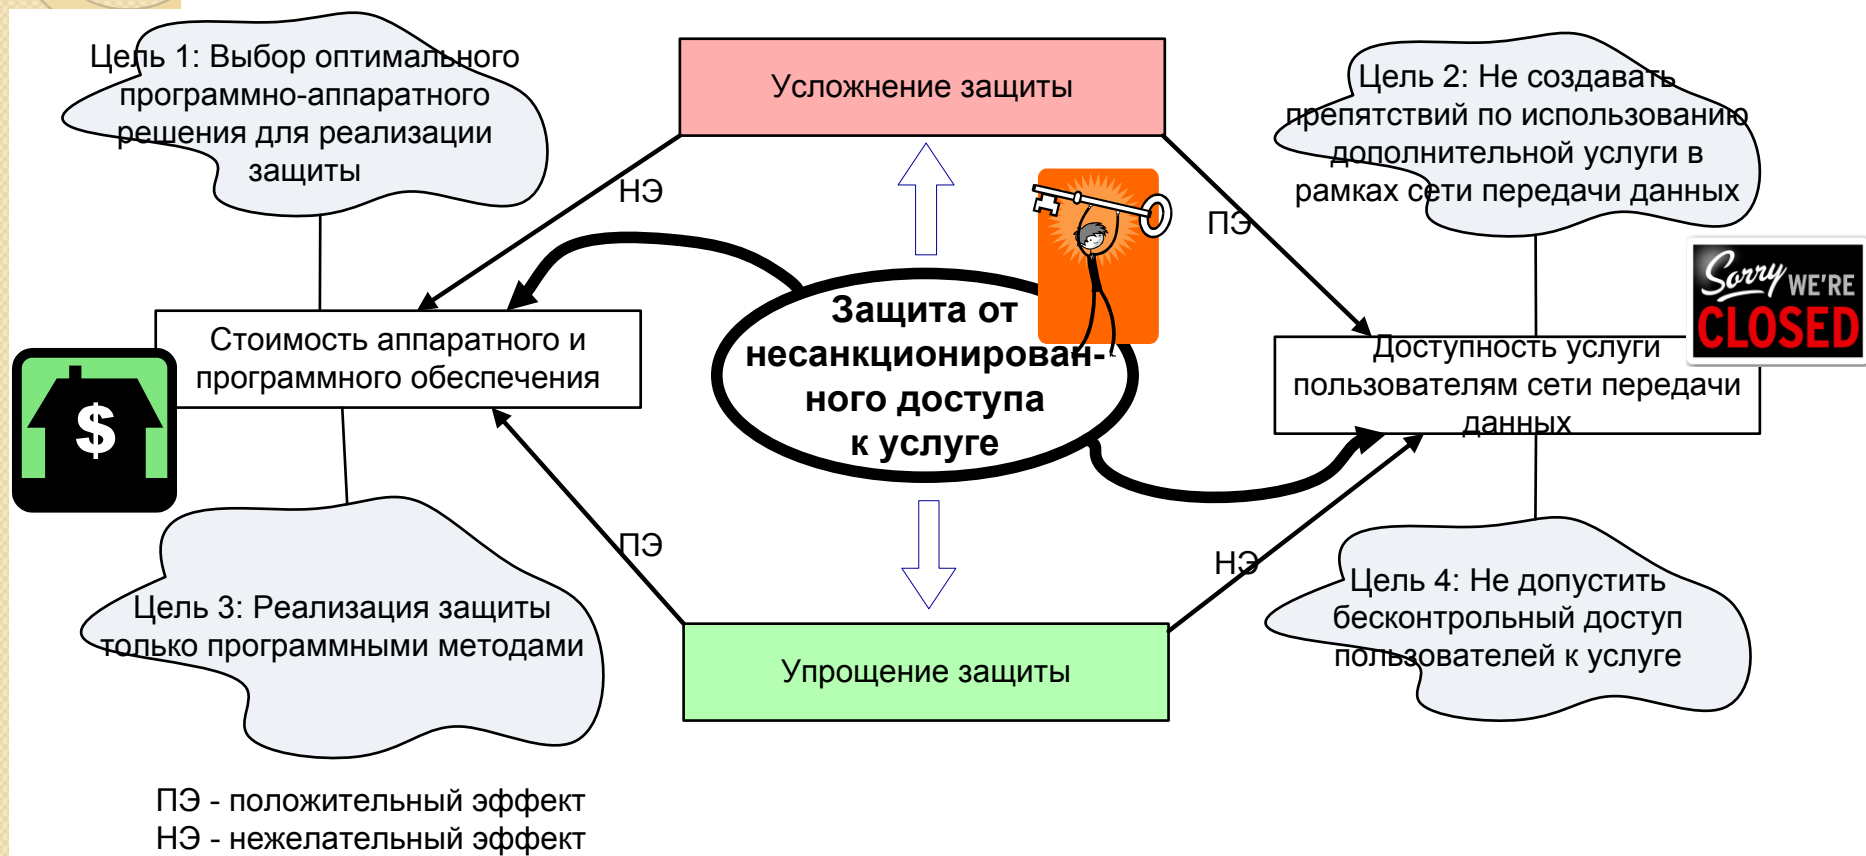 Цель 1: Выбор оптимального
программно-аппаратного
решения для реализации
защиты
Усложнение защиты
Цель 2: Не создавать
препятствий по использованию
дополнительной услуги в
рамках сети передачи данных
НЭ
ПЭ
Sorry WE'RE
CLOSED
Стоимость аппаратного и
программного обеспечения
$
Защита от
несанкционирован-
ного доступа
к услуге
Доступность услуги
пользователям сети передачи
данных
ПЭ
НЭ
Цель 3: Реализация защиты
только программными методами
Упрощение защиты
Цель 4: Не допустить
бесконтрольный доступ
пользователей к услуге
ПЭ - положительный эффект
НЭ - нежелательный эффект